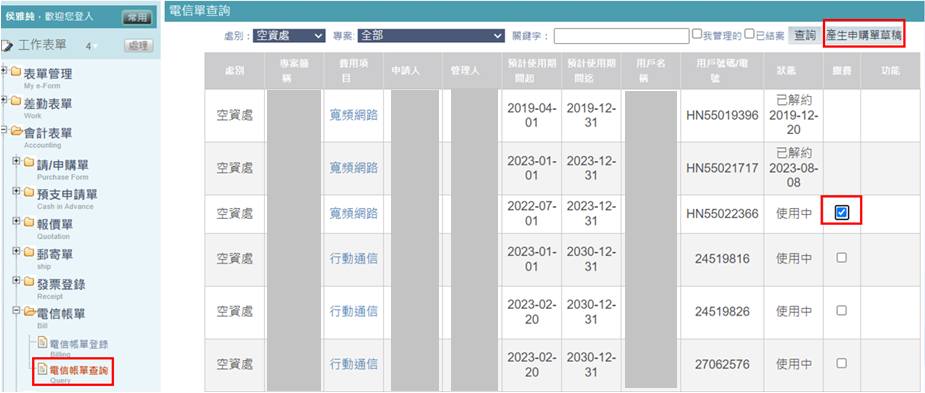 侯雅純，歡迎您登入 常用
工作表單 4 處理
表單管理
My e-Form
差勤表單
Work
會計表單
Accounting
請/申購單
Purchase Form
預支申請單
Cash in Advance
報價單
Quotation
郵寄單
ship
發票登錄
Receipt
電信帳單
Bill
電信帳單登錄
Billing
電信帳單查詢
Query
電信單查詢
處別： 空資處 專案: 全部 關鍵字： 我管理的 已結案 查詢 產生申購單草稿
處別 專案簡稱 費用項目 申請人 管理人 預計使用期間起 預計使用期間迄 用戶名稱 用戶號碼/電號 狀態 繳費 功能
空資處 寬頻網路 2019-04-01 2019-12-31 HN55019396 已解約 2019-12-20
空資處 寬頻網路 2023-01-01 2023-12-31 HN55021717 已解約 2023-08-08
空資處 寬頻網路 2022-07-01 2023-12-31 HN55022366 使用中
空資處 行動通信 2023-01-01 2030-12-31 24519816 使用中
空資處 行動通信 2023-02-20 2030-12-31 24519826 使用中
空資處 行動通信 2023-02-20 2030-12-31 27062576 使用中